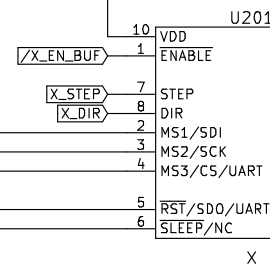 U201
10 VDD
/X_EN_BUF 1 ENABLE
X_STEP 7 STEP
X_DIR 8 DIR
2 MS1/SDI
3 MS2/SCK
4 MS3/CS/UART
5 RST/SDO/UART
6 SLEEP/NC
X